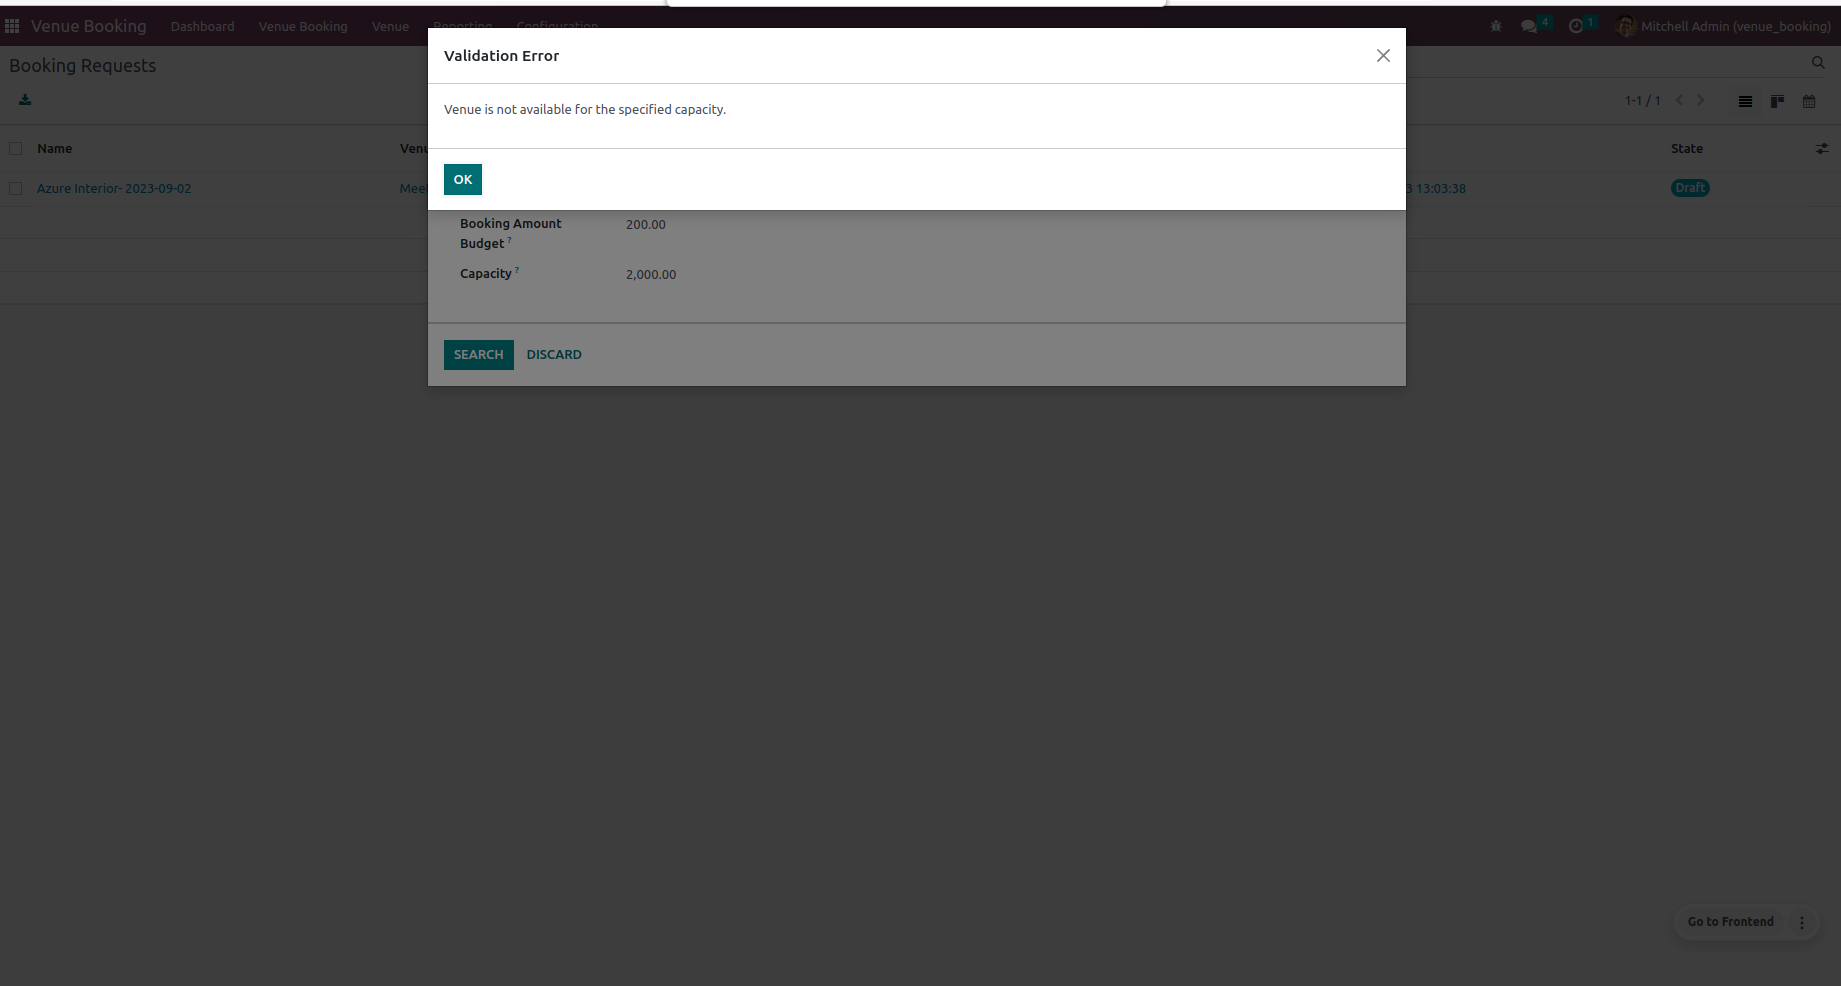 Venue Booking Dashboard Venue Booking Venue Reporting Configuration 4 1 Mitchell Admin (venue_booking)
Validation Error
Booking Requests
1-1 / 1
Venue is not available for the specified capacity.
Name Venu State
OK
Azure Interior- 2023-09-02 Mee 3 13:03:38 Draft
Booking Amount
Budget ? 200.00
Capacity ? 2,000.00
SEARCH DISCARD
Go to Frontend